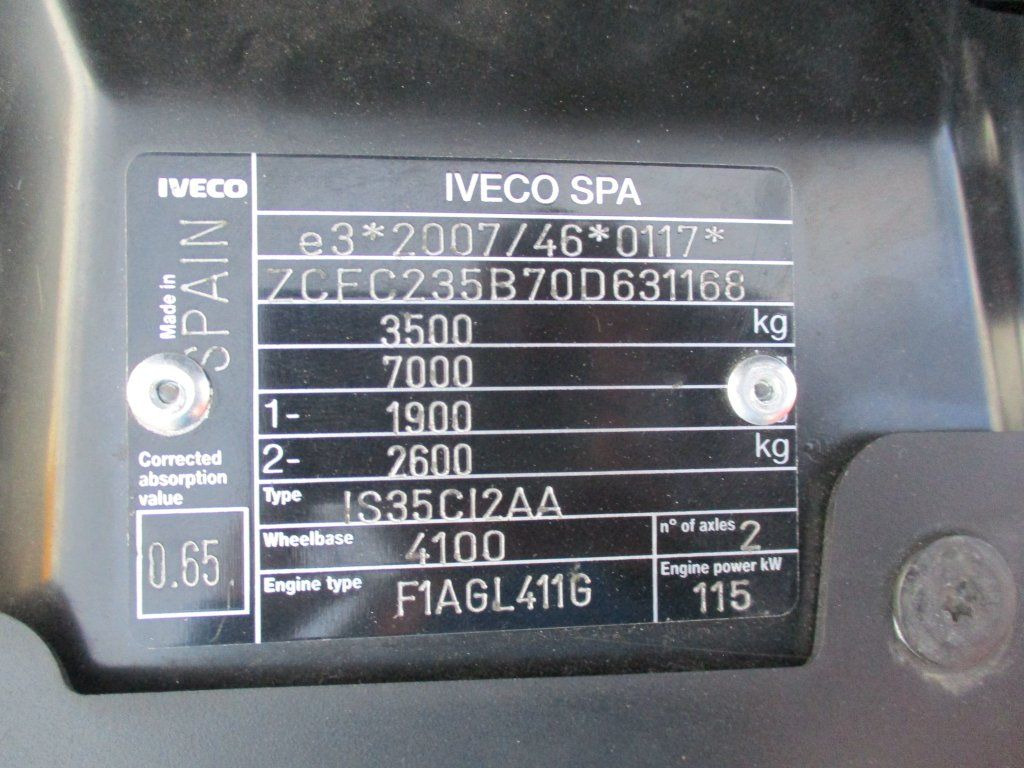 IVECO
IVECO SPA
Made in
SPAIN
e3*2007/46*0117*
ZCFC235B70D631168
3500 kg
7000
1- 1900
2- 2600 kg
Corrected
absorption
value
0.65
Type IS35CI2AA
Wheelbase 4100
n° of axles 2
Engine type F1AGL411G
Engine power kW
115